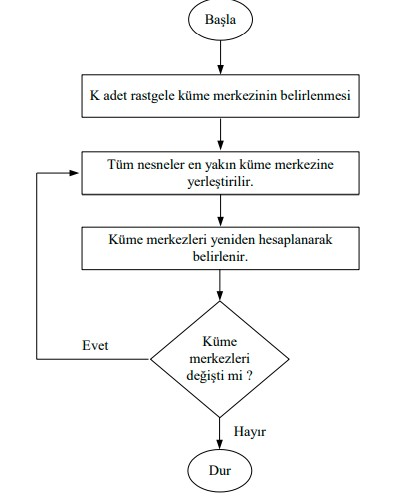 Başla
K adet rastgele küme merkezinin belirlenmesi
Tüm nesneler en yakın küme merkezine
yerleştirilir.
Küme merkezleri yeniden hesaplanarak
belirlenir.
Küme
merkezleri
değişti mi ?
Evet
Hayır
Dur